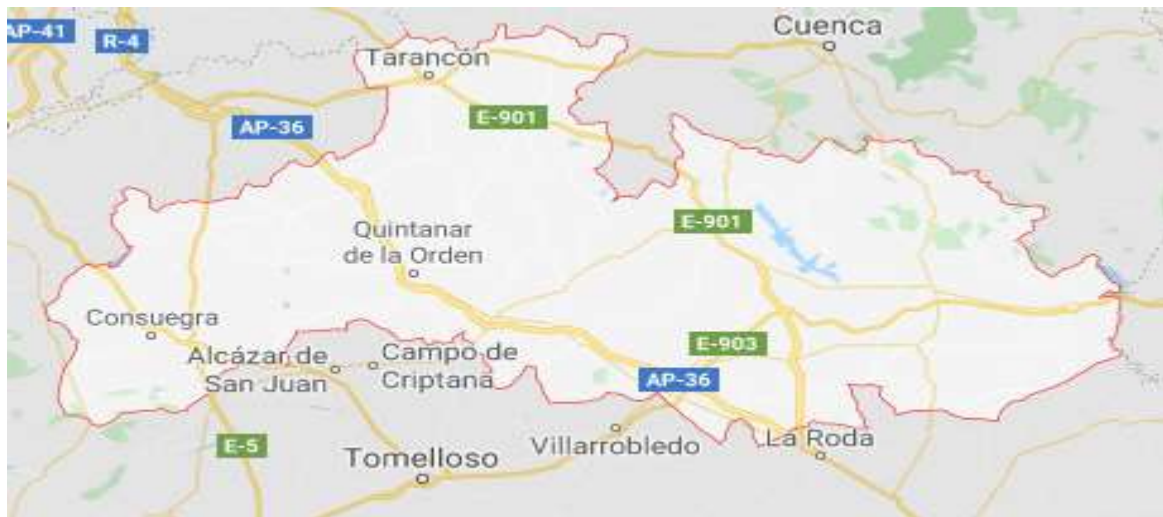 AP-41
R-4
Cuenca
Tarancón
E-901
AP-36
E-901
Quintanar
de la Orden
Consuegra
E-903
Alcázar de
San Juan
Campo de
Criptana
AP-36
Villarrobledo
La Roda
E-5
Tomelloso